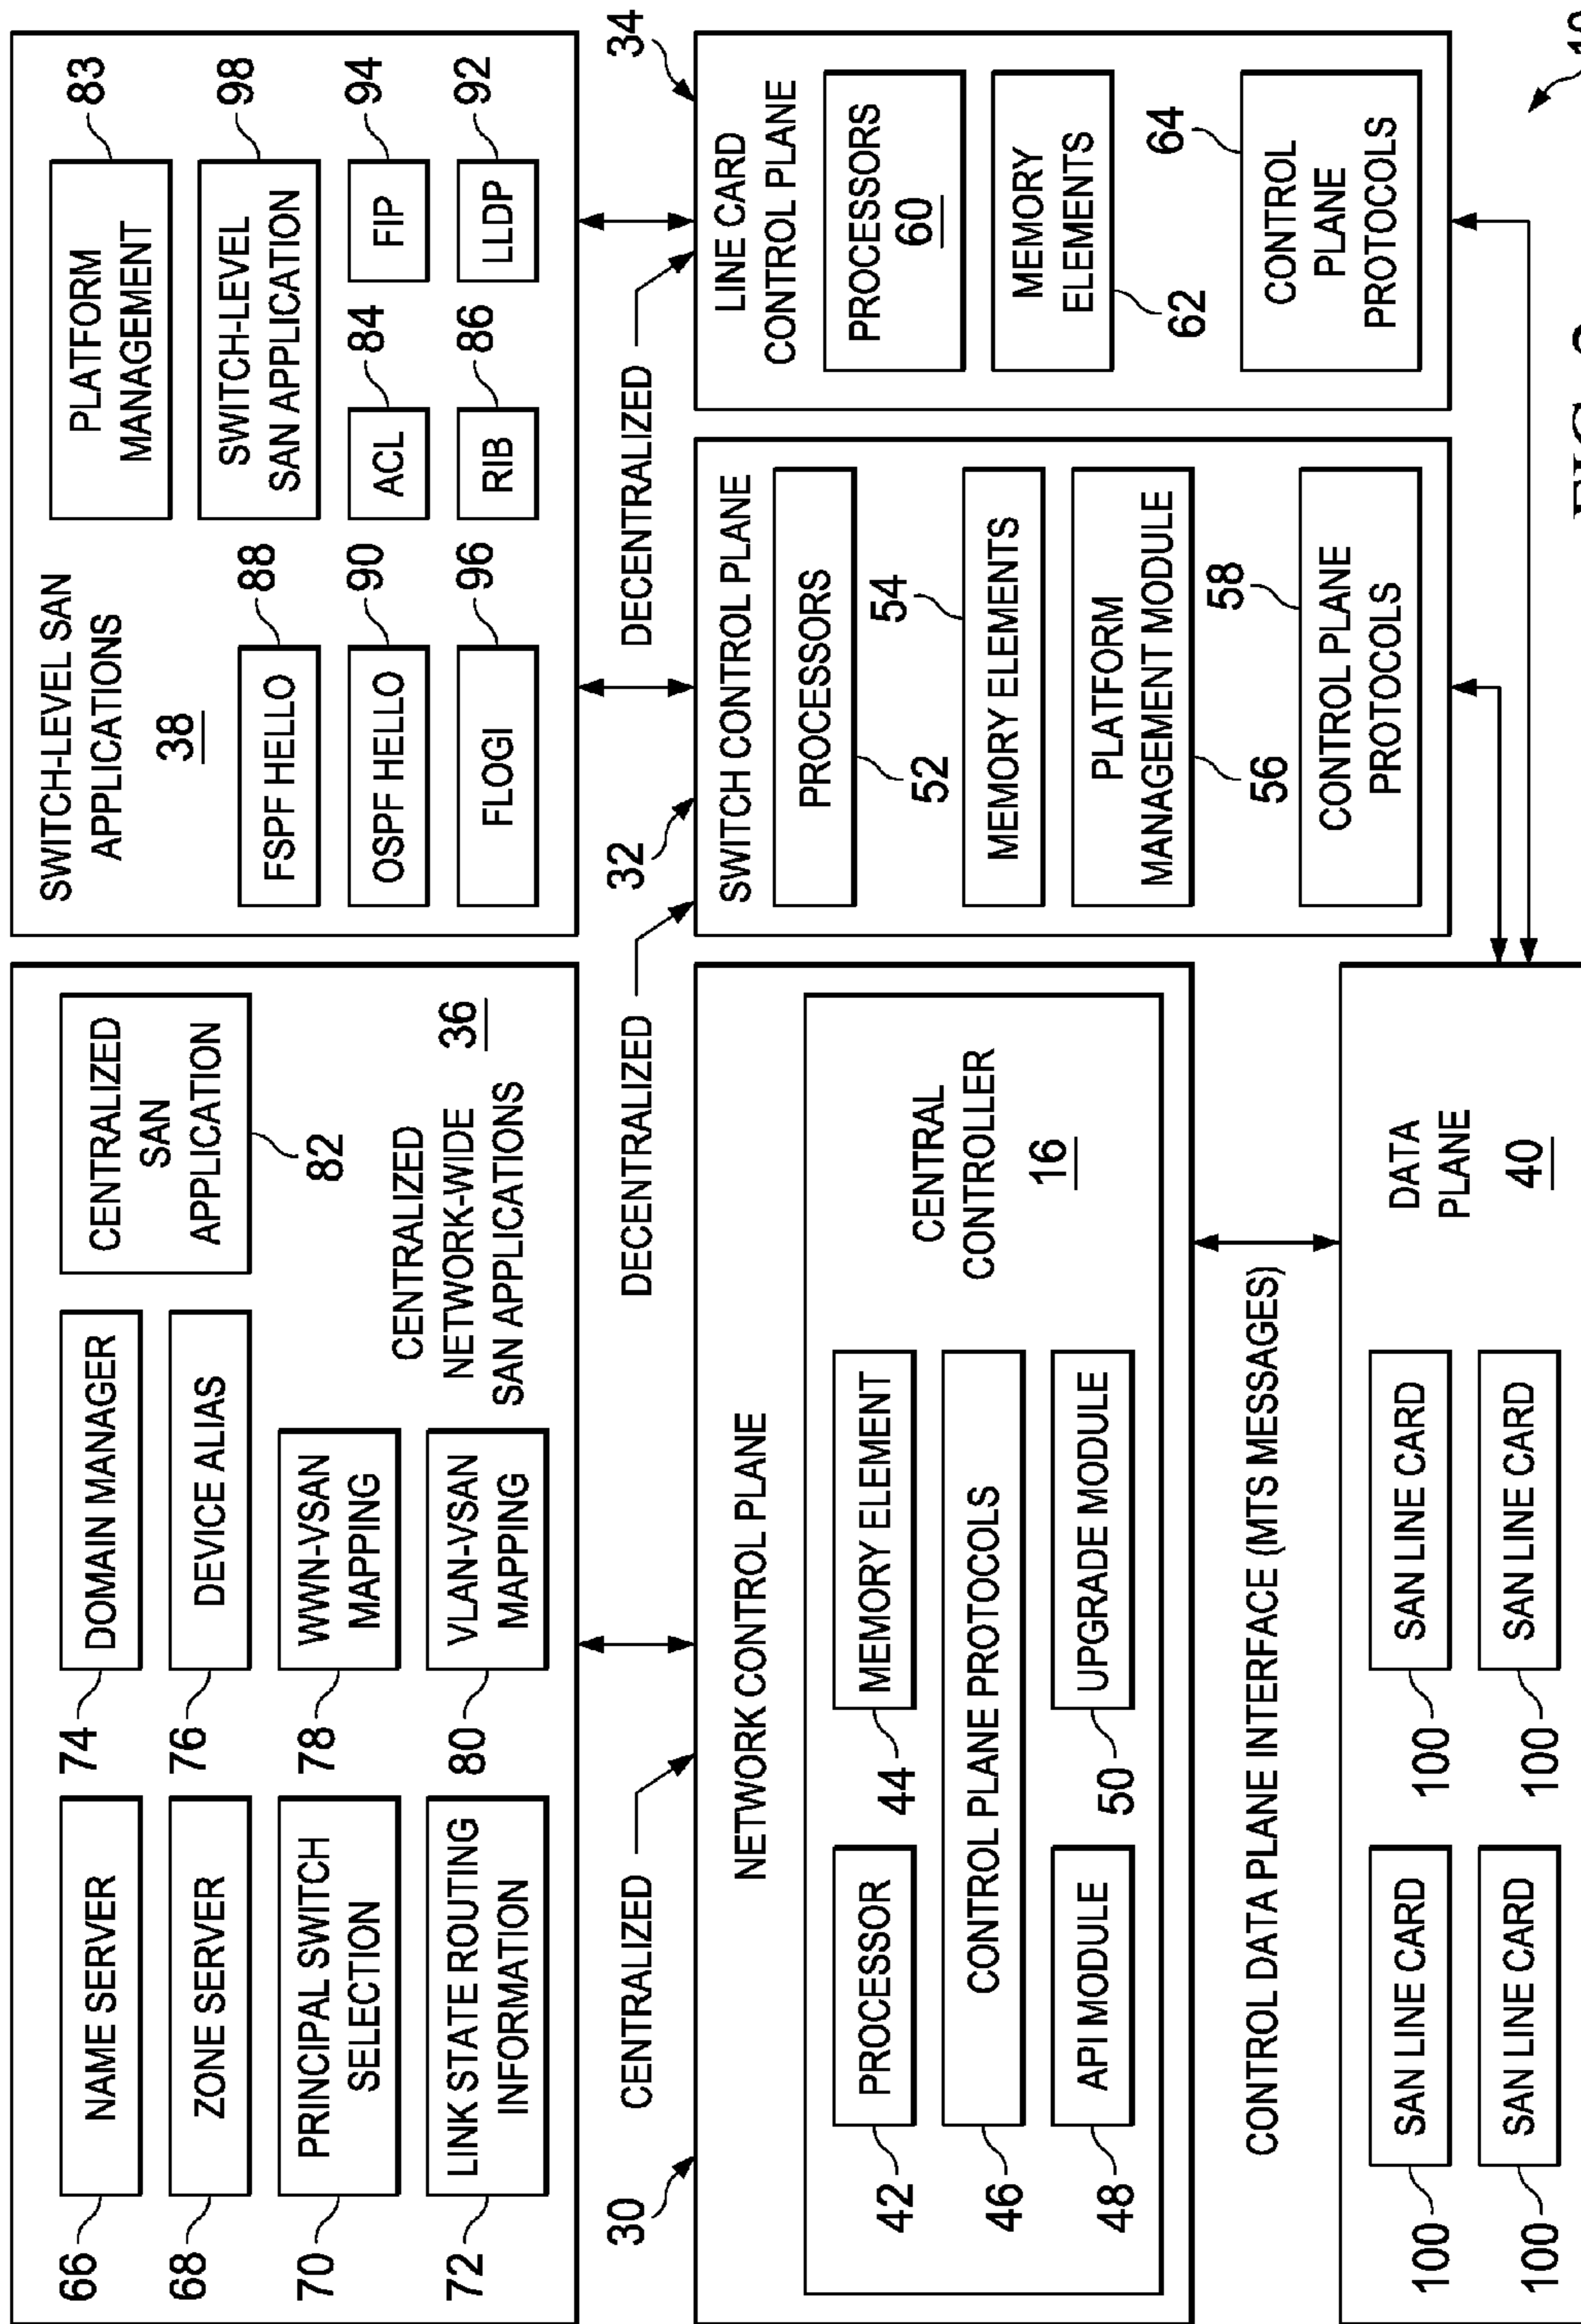 66
NAME SERVER
68
ZONE SERVER
70
PRINCIPAL SWITCH
SELECTION
72
LINK STATE ROUTING
INFORMATION
74
DOMAIN MANAGER
76
DEVICE ALIAS
78
WWN-VSAN
MAPPING
80
VLAN-VSAN
MAPPING
CENTRALIZED
SAN
APPLICATION
82
CENTRALIZED
NETWORK-WIDE
SAN APPLICATIONS
36
SWITCH-LEVEL SAN
APPLICATIONS
38
PLATFORM
MANAGEMENT
83
SWITCH-LEVEL
SAN APPLICATION
98
FSPF HELLO
88
ACL
84
FIP
94
OSPF HELLO
90
RIB
86
LLDP
92
FLOGI
96
30
CENTRALIZED
DECENTRALIZED
32
DECENTRALIZED
34
NETWORK CONTROL PLANE
42
PROCESSOR
44
MEMORY ELEMENT
46
CONTROL PLANE PROTOCOLS
48
API MODULE
50
UPGRADE MODULE
CENTRAL
CONTROLLER
16
SWITCH CONTROL PLANE
PROCESSORS
52
54
MEMORY ELEMENTS
PLATFORM
MANAGEMENT MODULE
56
58
CONTROL PLANE
PROTOCOLS
LINE CARD
CONTROL PLANE
PROCESSORS
60
MEMORY
ELEMENTS
62
64
CONTROL
PLANE
PROTOCOLS
CONTROL DATA PLANE INTERFACE (MTS MESSAGES)
100
SAN LINE CARD
100
SAN LINE CARD
100
SAN LINE CARD
100
SAN LINE CARD
DATA
PLANE
40